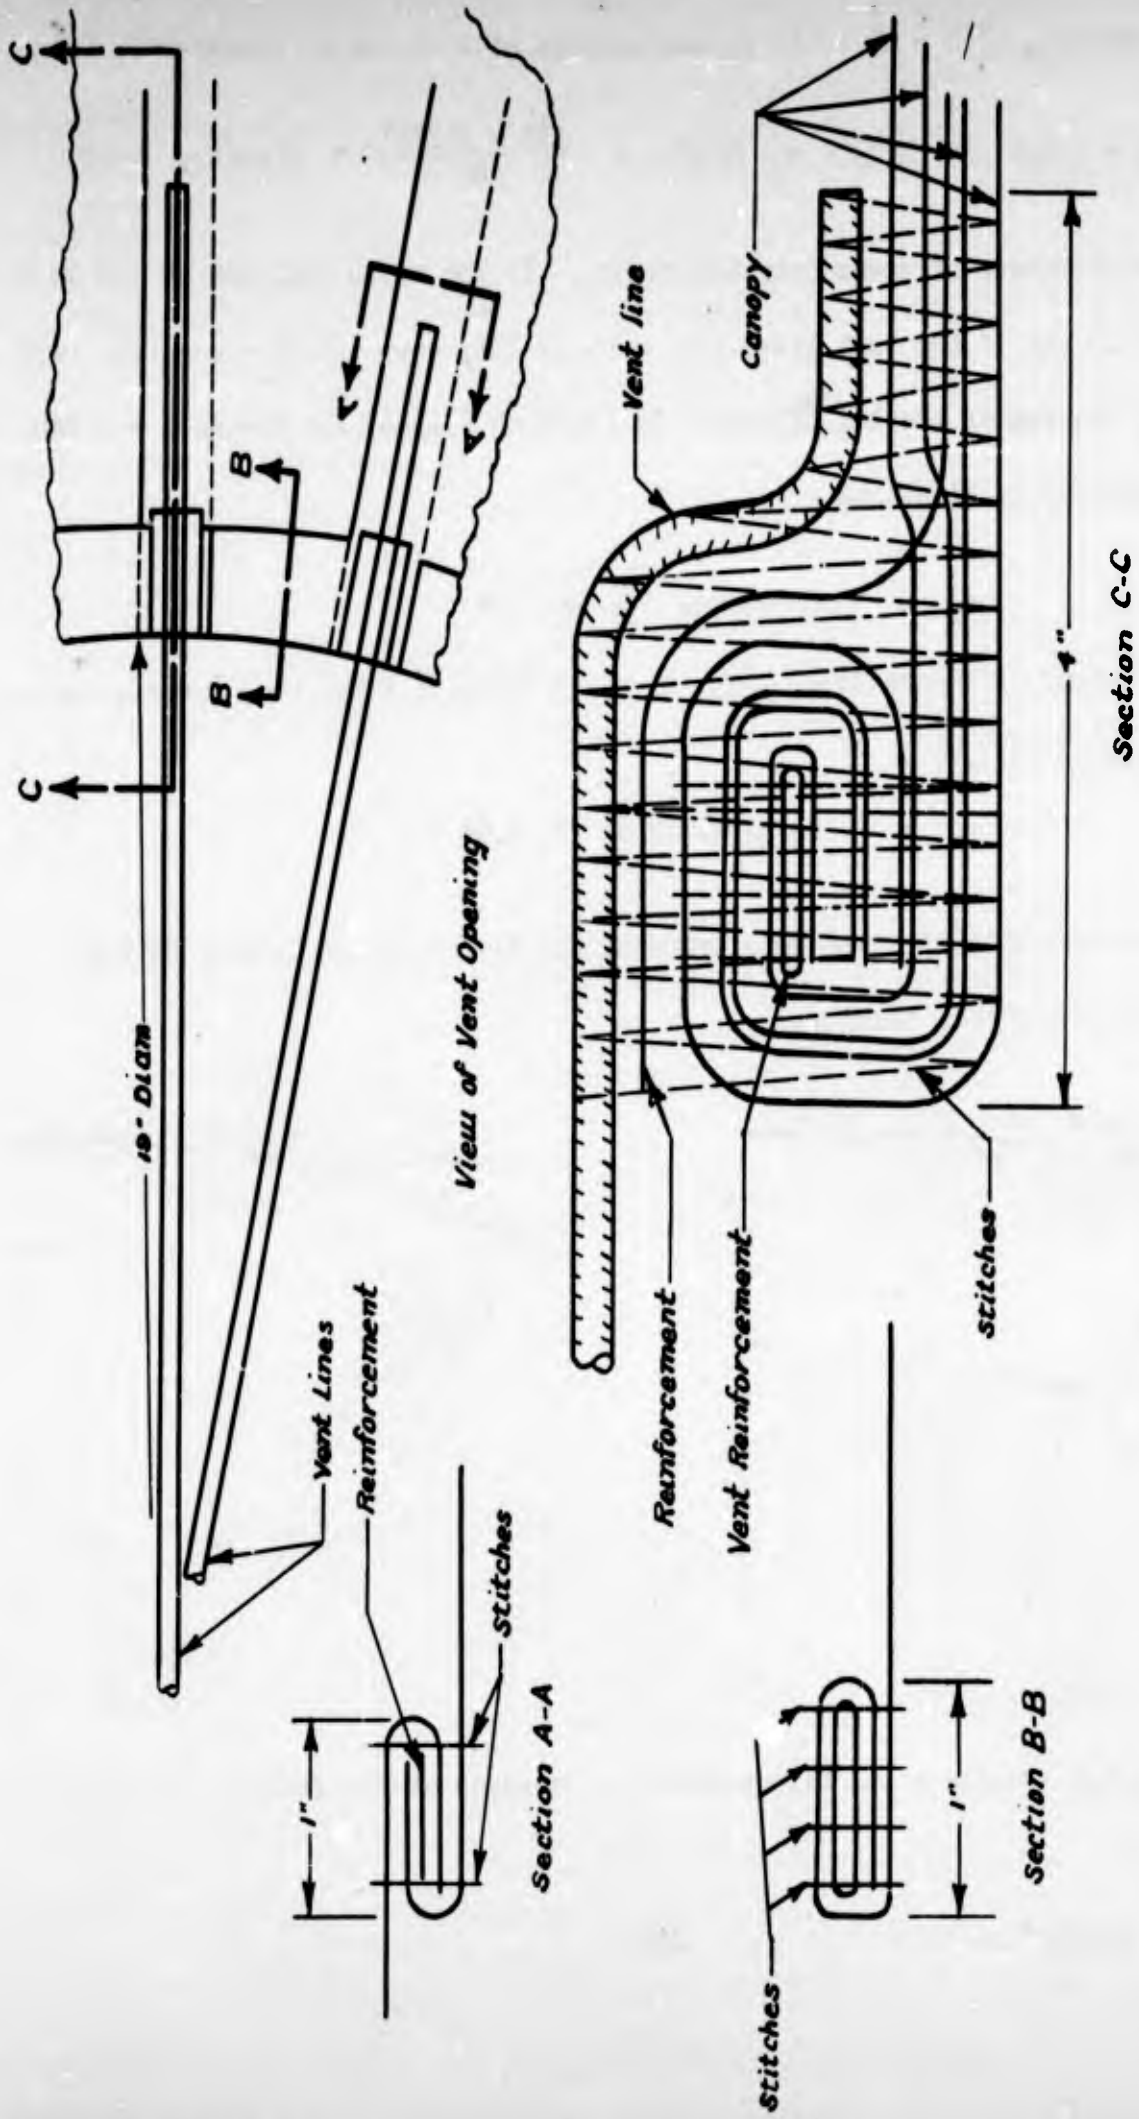 C
C
19" Diam
B
B
A
A
View of Vent Opening
Vent Lines
Reinforcement
Stitches
1"
Section A-A
Vent line
Canopy
Reinforcement
Vent Reinforcement
Stitches
4"
Section C-C
Stitches
1"
Section B-B